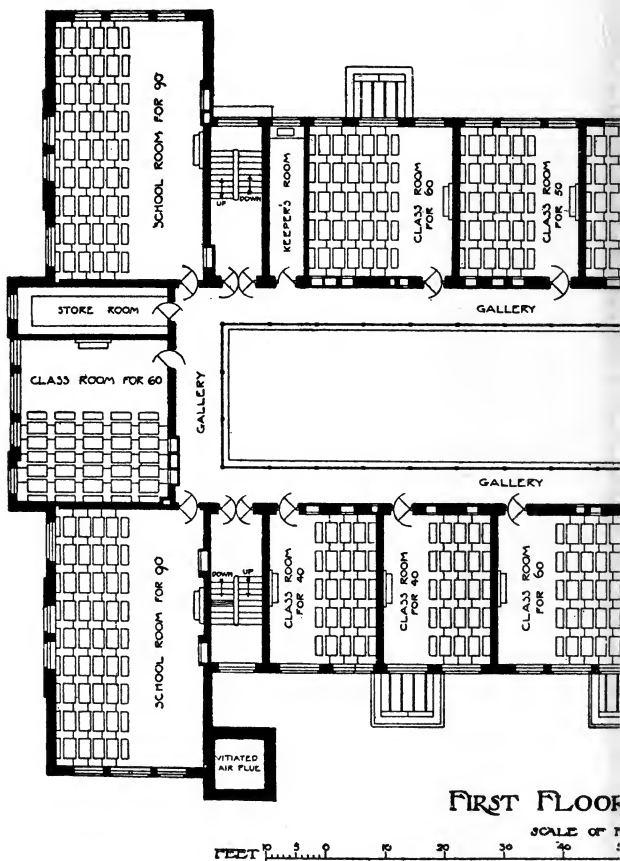 SCHOOL ROOM FOR 90
UP
DOWN
KEEPER'S ROOM
CLASS ROOM
FOR 60
CLASS ROOM
FOR 50
STORE ROOM
GALLERY
CLASS ROOM FOR 60
GALLERY
GALLERY
SCHOOL ROOM FOR 90
DOWN
UP
CLASS ROOM
FOR 40
CLASS ROOM
FOR 40
CLASS ROOM
FOR 60
VITIATED
AIR FLUE
FIRST FLOOR
SCALE OF
FEET 10 5 0 10 20 30 40